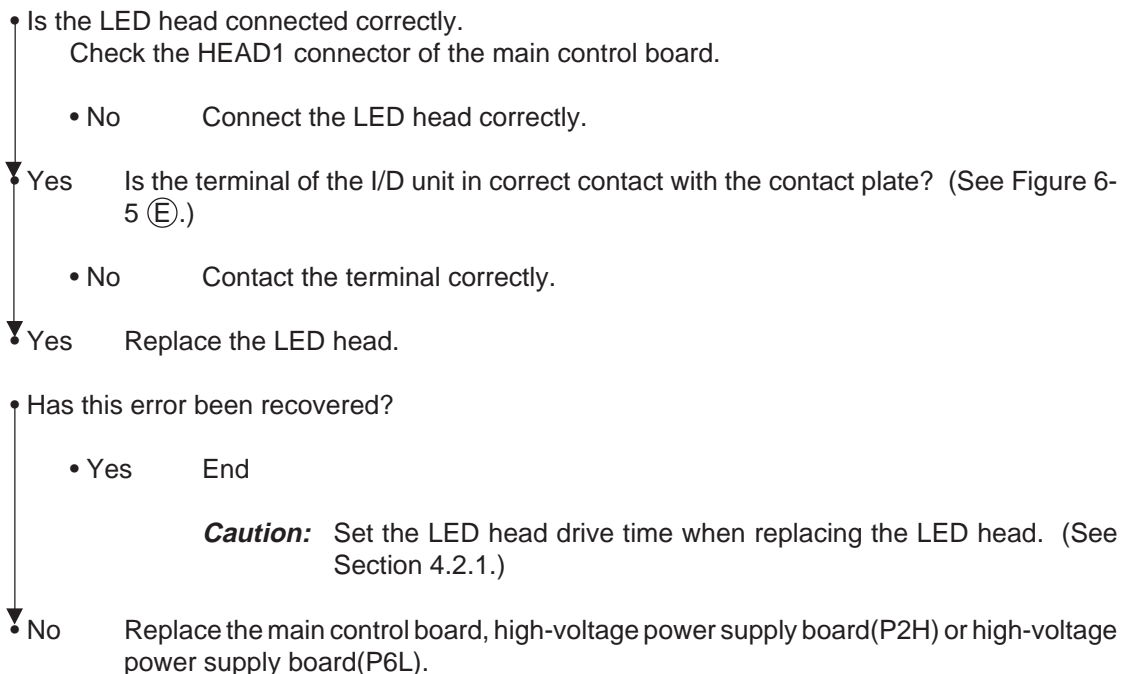 • Is the LED head connected correctly.
Check the HEAD1 connector of the main control board.
• No Connect the LED head correctly.
• Yes Is the terminal of the I/D unit in correct contact with the contact plate? (See Figure 6-
5 Ⓔ.)
• No Contact the terminal correctly.
• Yes Replace the LED head.
• Has this error been recovered?
• Yes End
Caution: Set the LED head drive time when replacing the LED head. (See
Section 4.2.1.)
• No Replace the main control board, high-voltage power supply board(P2H) or high-voltage
power supply board(P6L).